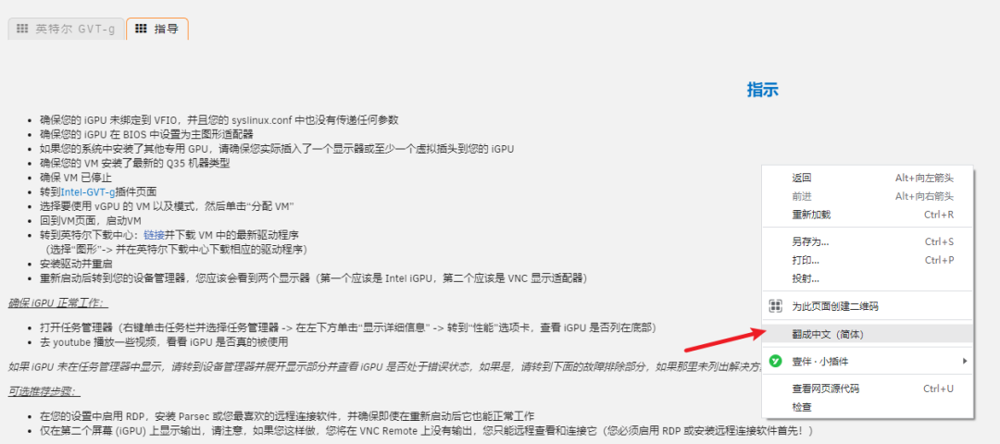 英特尔 GVT-g
指导
指示
确保您的 iGPU 未绑定到 VFIO，并且您的 syslinux.conf 中也没有传递任何参数
确保您的 iGPU 在 BIOS 中设置为主图形适配器
如果您的系统中安装了其他专用 GPU，请确保您实际插入了一个显示器或至少一个虚拟插头到您的 iGPU
确保您的 VM 安装了最新的 Q35 机器类型
确保 VM 已停止
转到Intel-GVT-g插件页面
选择要使用 vGPU 的 VM 以及模式，然后单击“分配 VM”
回到VM页面，启动VM
转到英特尔下载中心：链接并下载 VM 中的最新驱动程序
（选择“图形”-> 并在英特尔下载中心下载相应的驱动程序）
安装驱动并重启
重新启动后转到您的设备管理器，您应该会看到两个显示器（第一个应该是 Intel iGPU，第二个应该是 VNC 显示适配器）
确保 iGPU 正常工作：
打开任务管理器（右键单击任务栏并选择任务管理器 -> 在左下方单击“显示详细信息” -> 转到“性能”选项卡，查看 iGPU 是否列在底部）
去 youtube 播放一些视频，看看 iGPU 是否真的被使用
如果 iGPU 未在任务管理器中显示，请转到设备管理器并展开显示部分并查看 iGPU 是否处于错误状态，如果是，请转到下面的故障排除部分，如果那里未列出解决方
可选推荐步骤：
在您的设置中启用 RDP，安装 Parsec 或您最喜欢的远程连接软件，并确保即使在重新启动后它也能正常工作
仅在第二个屏幕 (iGPU) 上显示输出，请注意，如果您这样做，您将在 VNC Remote 上没有输出，您只能远程查看和连接它（您必须启用 RDP 或安装远程连接软件首先！）
返回 Alt+向左箭头
前进 Alt+向右箭头
重新加载 Ctrl+R
另存为... Ctrl+S
打印... Ctrl+P
投射...
为此页面创建二维码
翻成中文（简体）
壹伴 · 小插件
查看网页源代码 Ctrl+U
检查